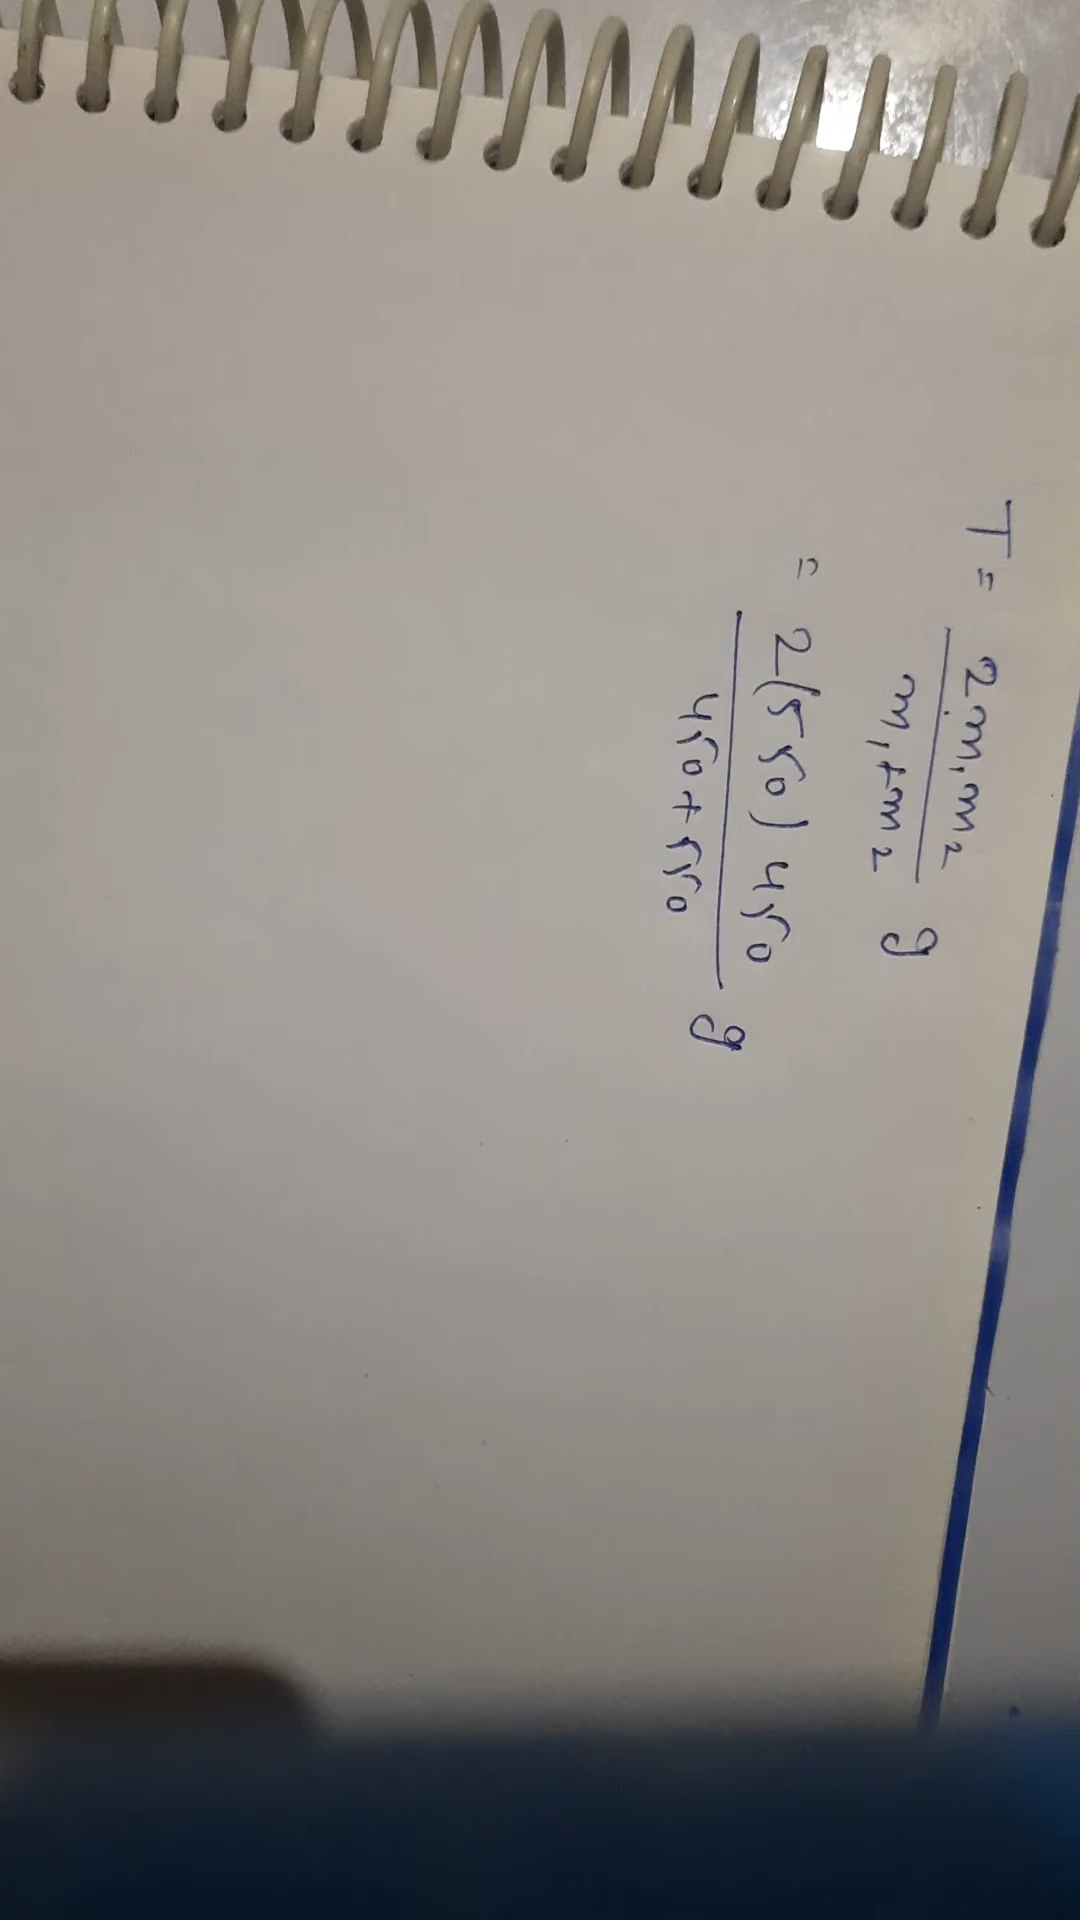 T = 2m₁m₂ / m₁+m₂ g
= 2(550)450 / 450+550 g